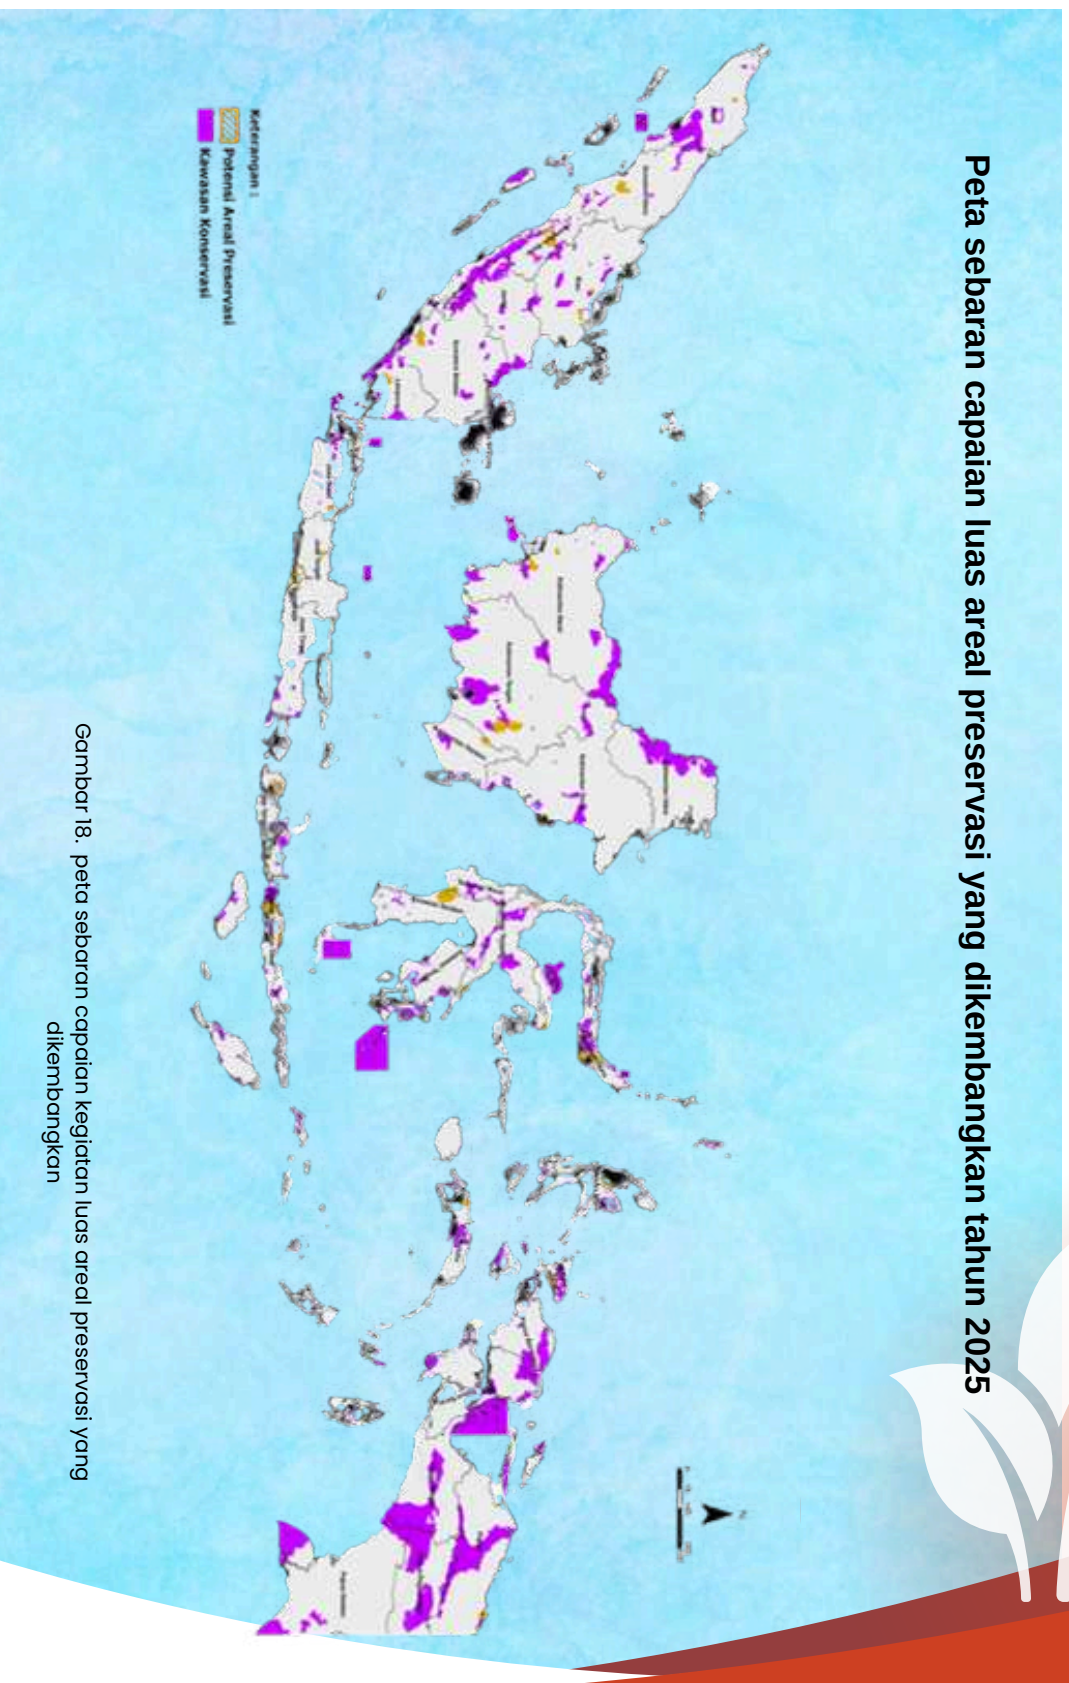 Peta sebaran capaian luas areal preservasi yang dikembangkan tahun 2025
Keterangan :
Potensi Areal Preservasi
Kawasan Konservasi
Gambar 18. peta sebaran capaian kegiatan luas areal preservasi yang
dikembangkan